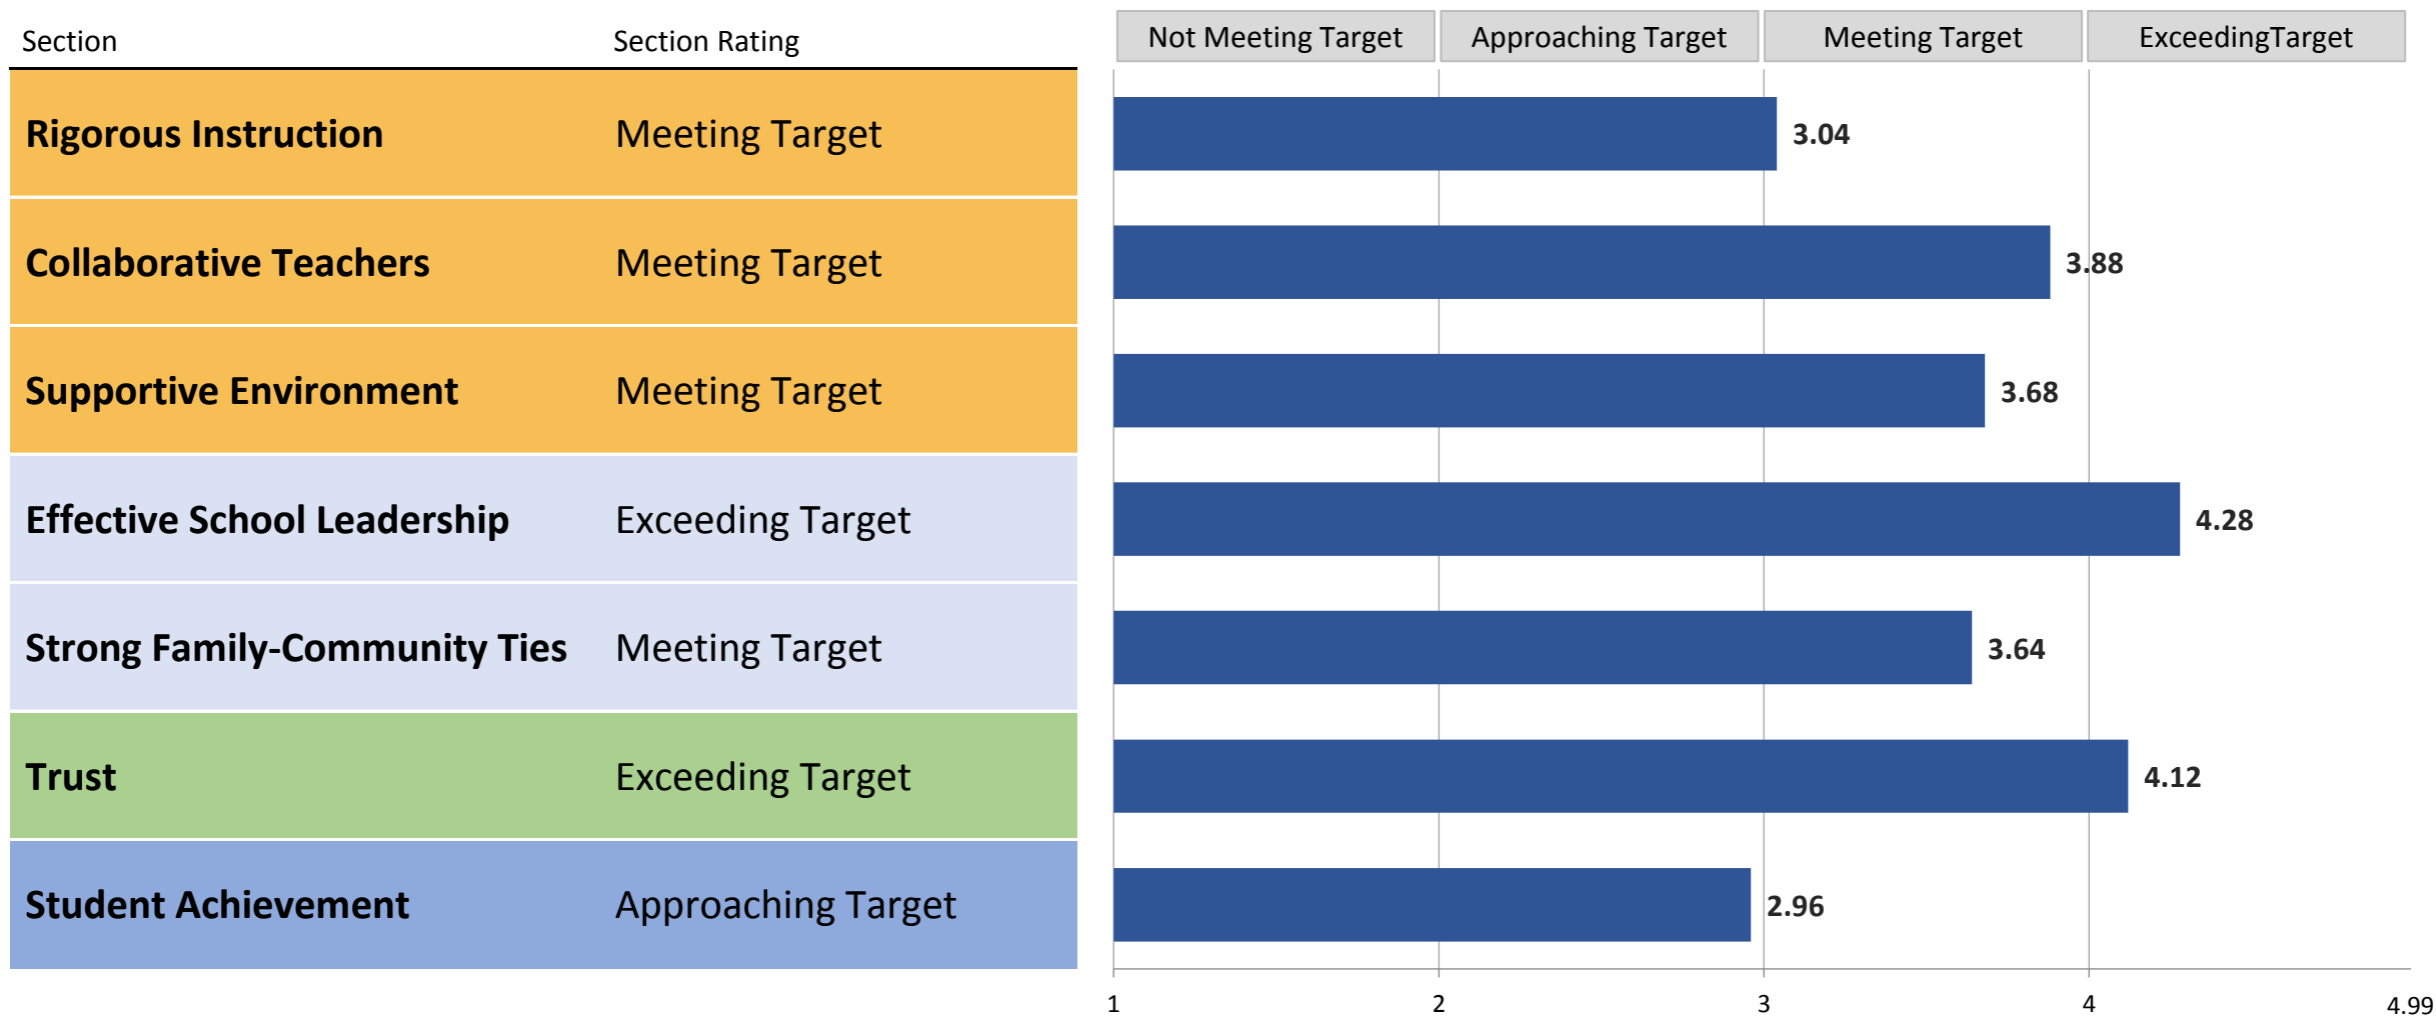 Section Section Rating Not Meeting Target Approaching Target Meeting Target ExceedingTarget
Rigorous Instruction Meeting Target 3.04
Collaborative Teachers Meeting Target 3.88
Supportive Environment Meeting Target 3.68
Effective School Leadership Exceeding Target 4.28
Strong Family-Community Ties Meeting Target 3.64
Trust Exceeding Target 4.12
Student Achievement Approaching Target 2.96
1 2 3 4 4.99